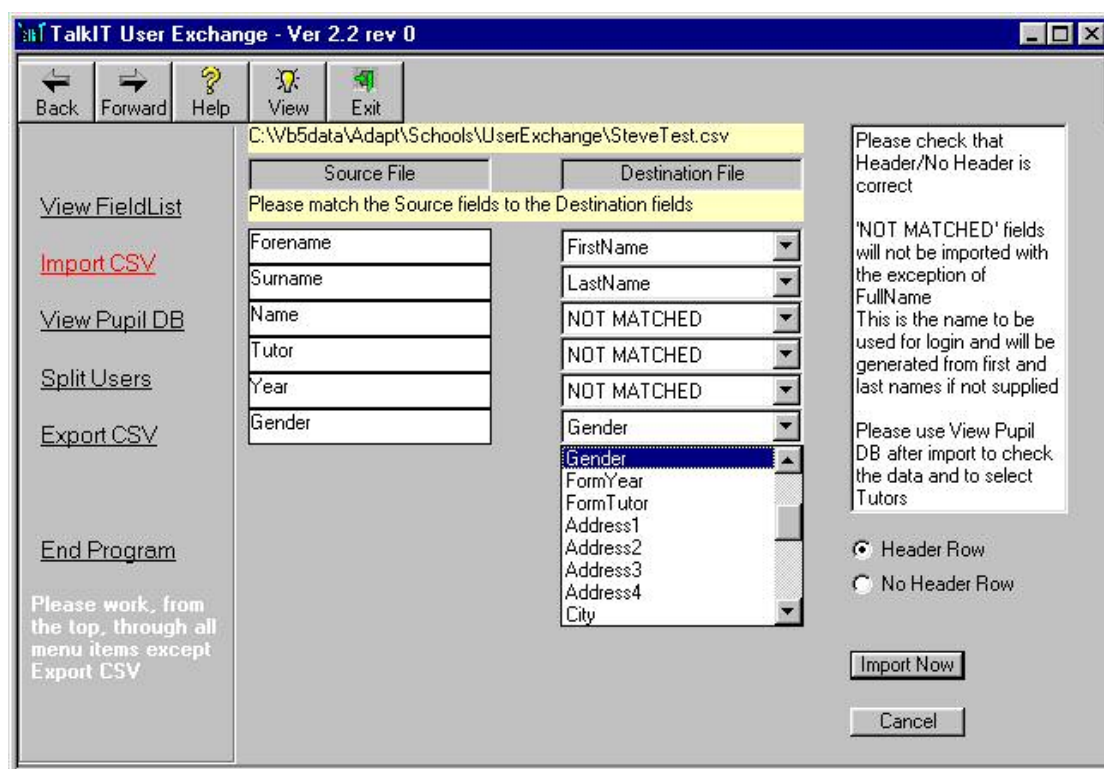 TalkIT User Exchange - Ver 2.2 rev 0
Back Forward Help View Exit
C:\Vb5data\Adapt\Schools\UserExchange\SteveTest.csv
Source File Destination File
Please match the Source fields to the Destination fields
View FieldList
Import CSV
View Pupil DB
Split Users
Export CSV
End Program
Please work, from
the top, through all
menu items except
Export CSV
Forename FirstName
Surname LastName
Name NOT MATCHED
Tutor NOT MATCHED
Year NOT MATCHED
Gender Gender
Gender
FormYear
FormTutor
Address1
Address2
Address3
Address4
City
Please check that
Header/No Header is
correct
'NOT MATCHED' fields
will not be imported with
the exception of
FullName
This is the name to be
used for login and will be
generated from first and
last names if not supplied
Please use View Pupil
DB after import to check
the data and to select
Tutors
Header Row
No Header Row
Import Now
Cancel